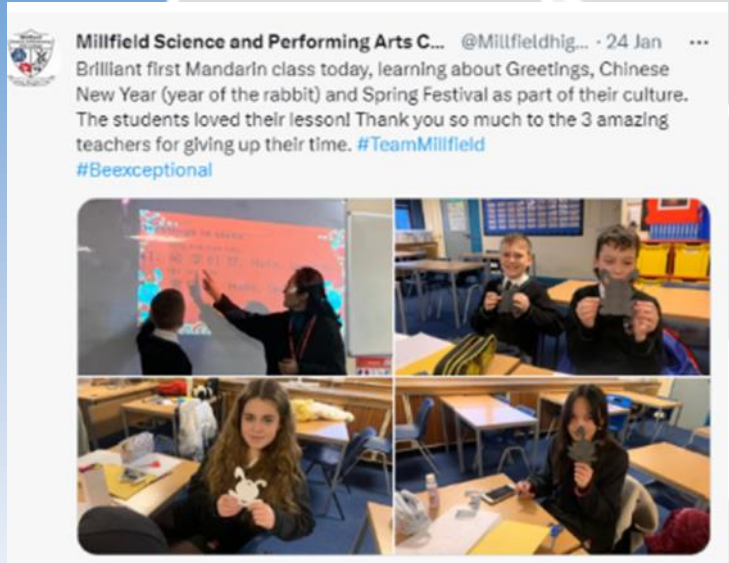 Millfield Science and Performing Arts C... @Millfieldhig... · 24 Jan ···
Brilliant first Mandarin class today, learning about Greetings, Chinese
New Year (year of the rabbit) and Spring Festival as part of their culture.
The students loved their lesson! Thank you so much to the 3 amazing
teachers for giving up their time. #TeamMillfield
#Beexceptional